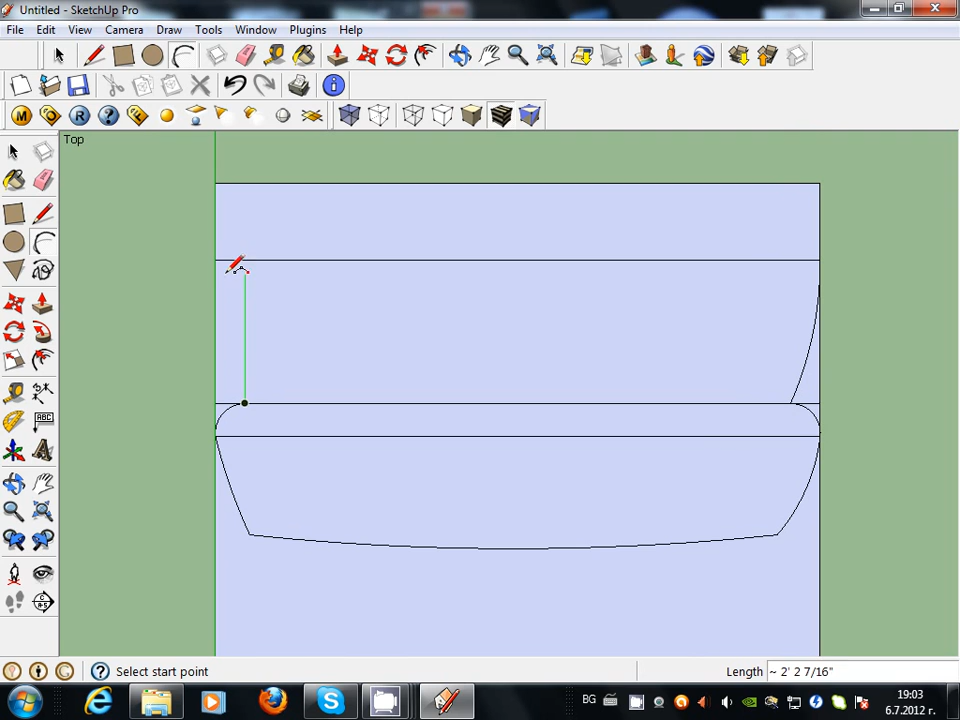 Untitled - SketchUp Pro
File Edit View Camera Draw Tools Window Plugins Help
M R
Top
ABC
Select start point
Length ~ 2' 2 7/16"
BG
19:03
6.7.2012 г.